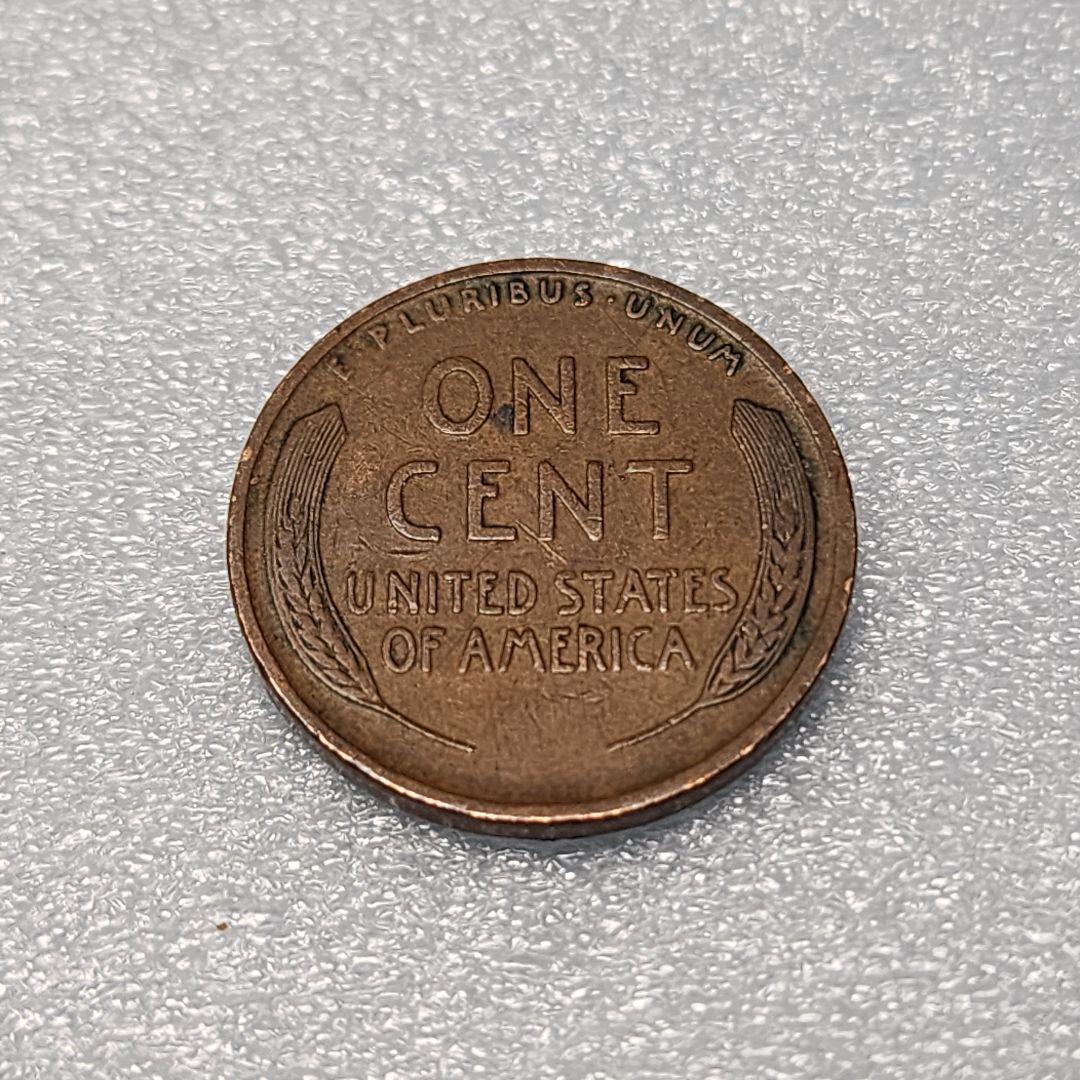 E·PLURIBUS·UNUM
ONE
CENT
UNITED STATES
OF AMERICA